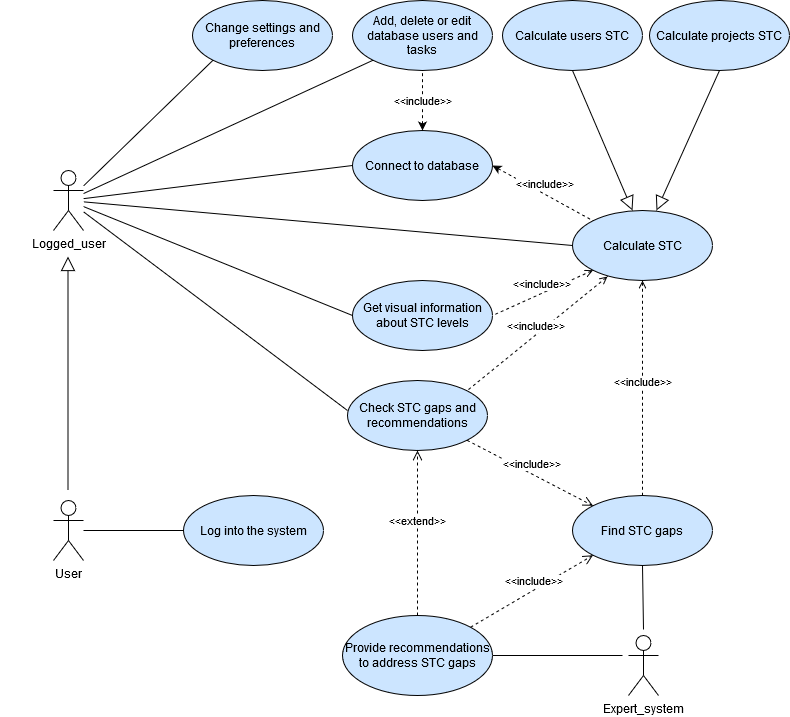 Change settings and
preferences
Add, delete or edit
database users and
tasks
Calculate users STC
Calculate projects STC
<<include>>
Connect to database
<<include>>
Logged_user
Calculate STC
<<include>>
Get visual information
about STC levels
<<include>>
<<include>>
Check STC gaps and
recommendations
<<include>>
<<extend>>
Log into the system
Find STC gaps
User
<<include>>
Provide recommendations
to address STC gaps
Expert_system